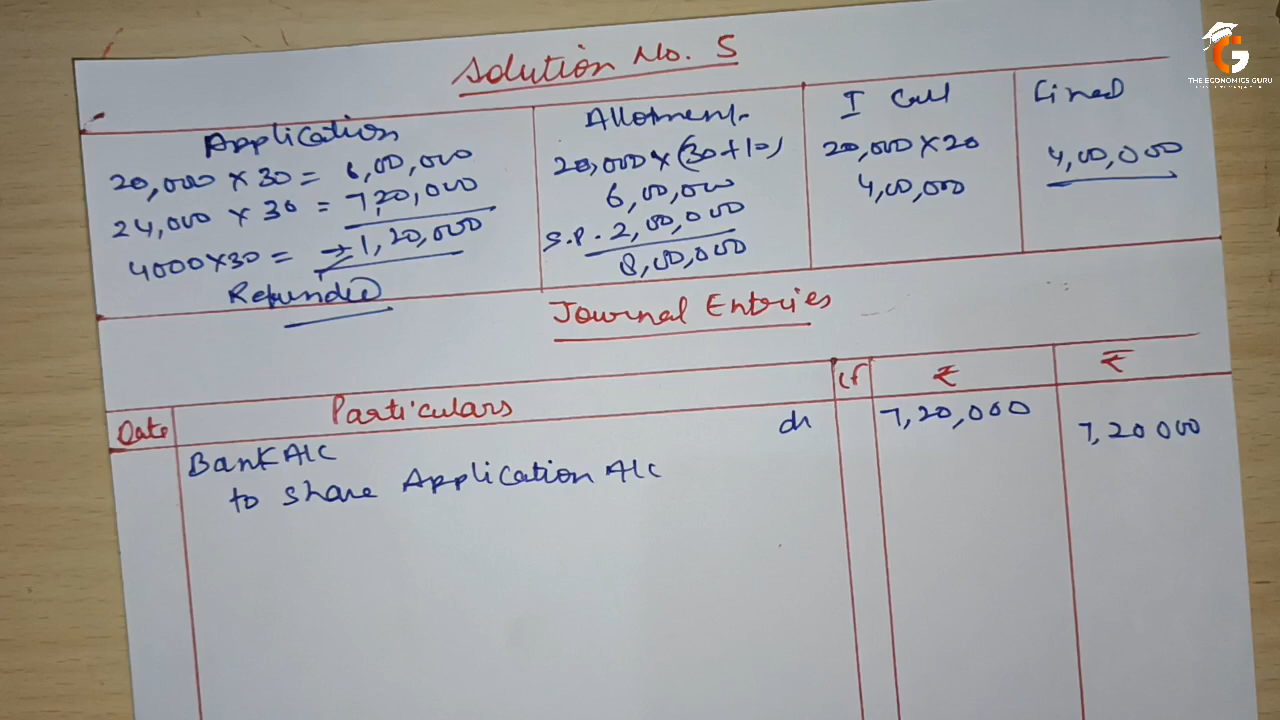 Solution No. 5
Application
20,000 x 30 = 6,00,000
24,000 x 30 = 7,20,000
4000x30 = → 1,20,000
Refunded
Allotment
20,000 x (30+10)
6,00,000
S.P. 2,00,000
8,00,000
I Call
20,000 x 20
4,00,000
Final
4,00,000
Journal Entries
Date Particulars LF ₹ ₹
Bank A/c dr 7,20,000
to share Application A/c 7,20000
THE ECONOMICS GURU